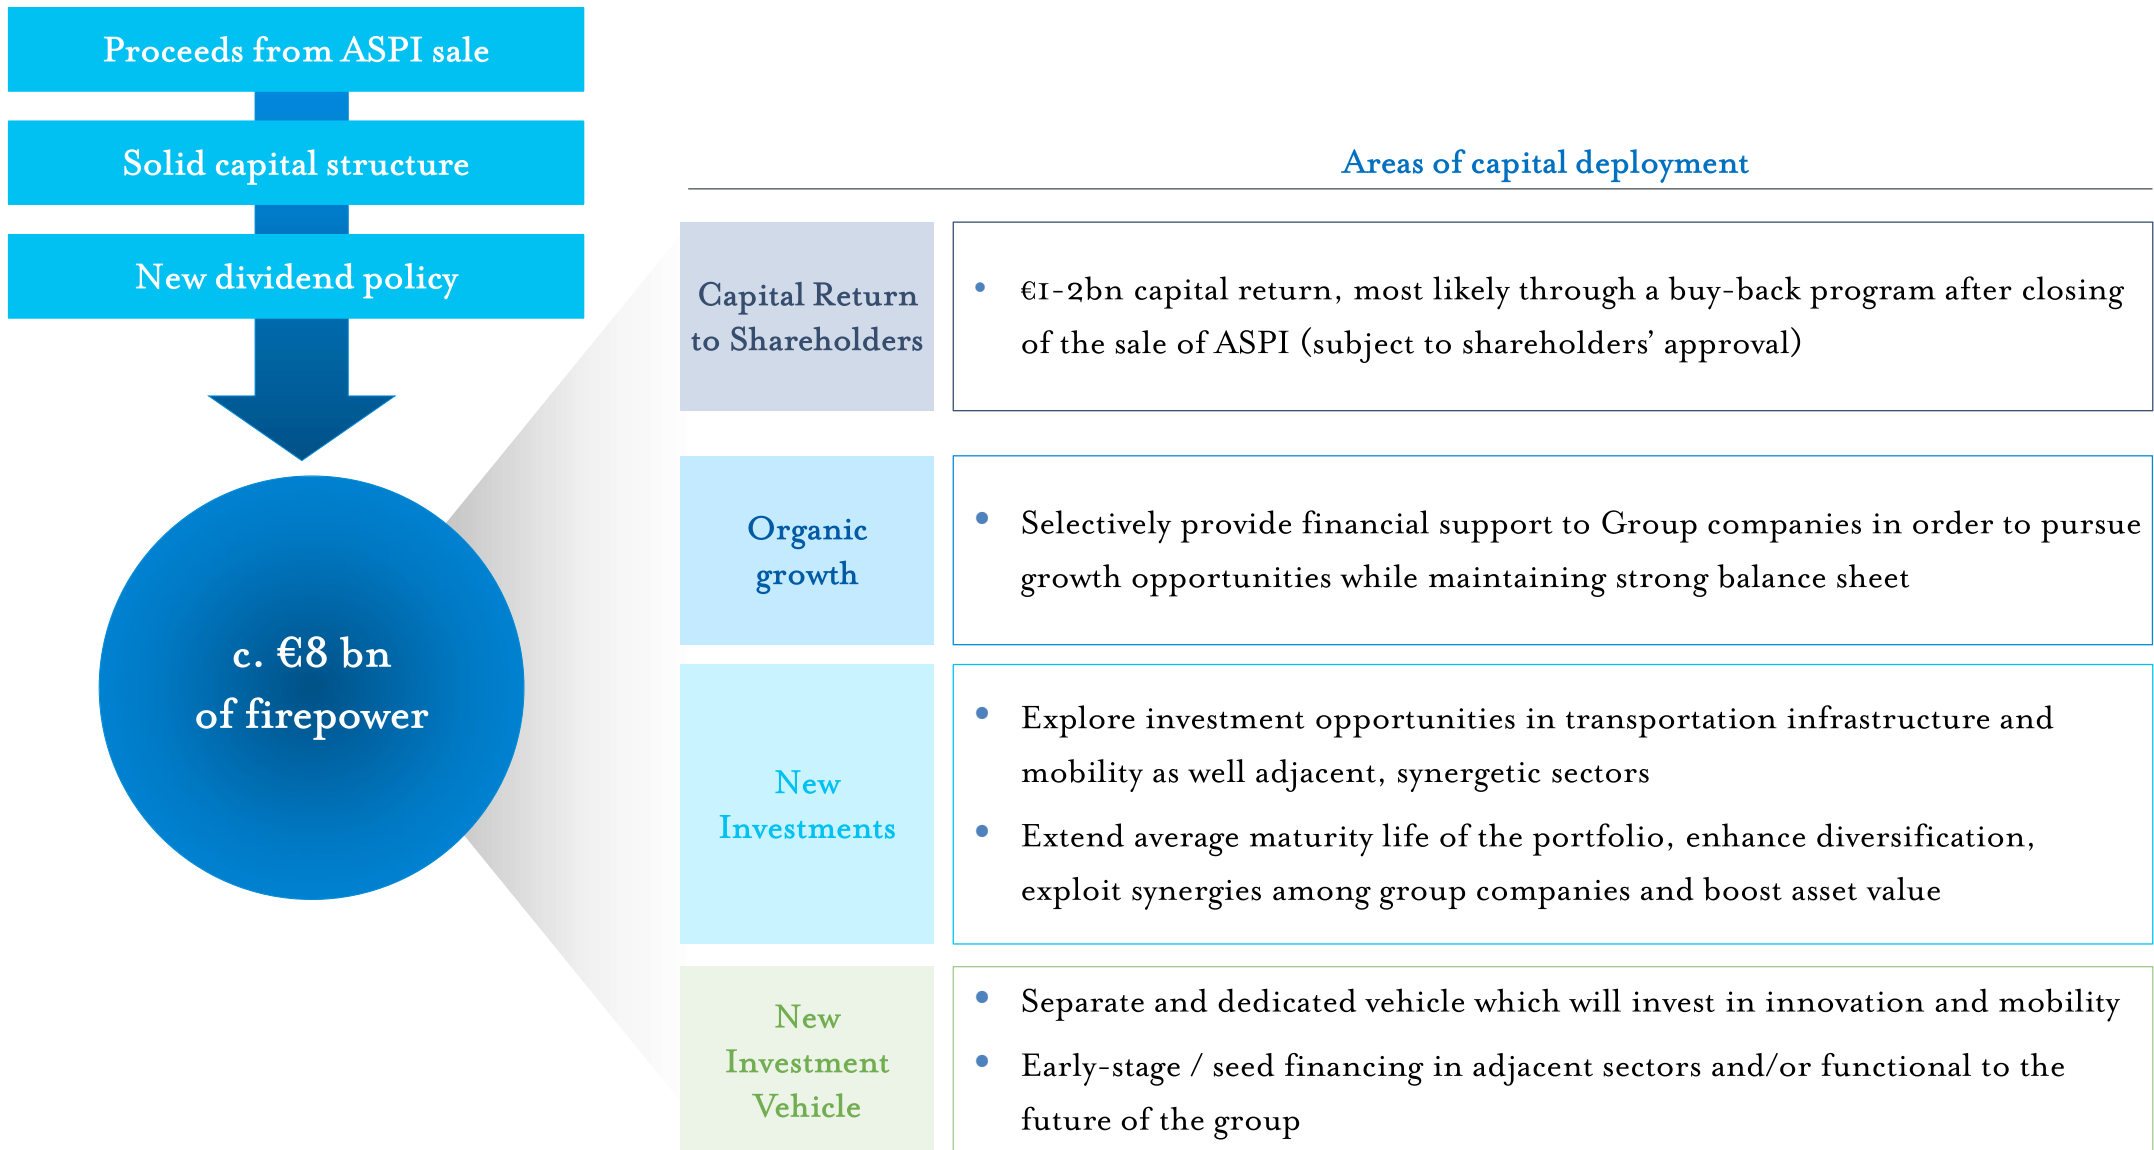 Proceeds from ASPI sale
Solid capital structure
New dividend policy
c. €8 bn
of firepower
Areas of capital deployment
Capital Return
to Shareholders
• €1-2bn capital return, most likely through a buy-back program after closing
of the sale of ASPI (subject to shareholders’ approval)
Organic
growth
• Selectively provide financial support to Group companies in order to pursue
growth opportunities while maintaining strong balance sheet
New
Investments
• Explore investment opportunities in transportation infrastructure and
mobility as well adjacent, synergetic sectors
• Extend average maturity life of the portfolio, enhance diversification,
exploit synergies among group companies and boost asset value
New
Investment
Vehicle
• Separate and dedicated vehicle which will invest in innovation and mobility
• Early-stage / seed financing in adjacent sectors and/or functional to the
future of the group